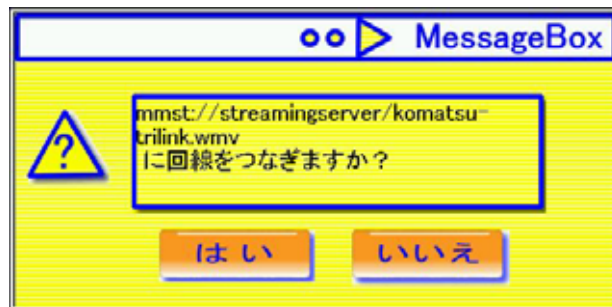 MessageBox
mmst://streamingserver/komatsu-
trilink.wmv
に回線をつなぎますか？
?
はい
いいえ